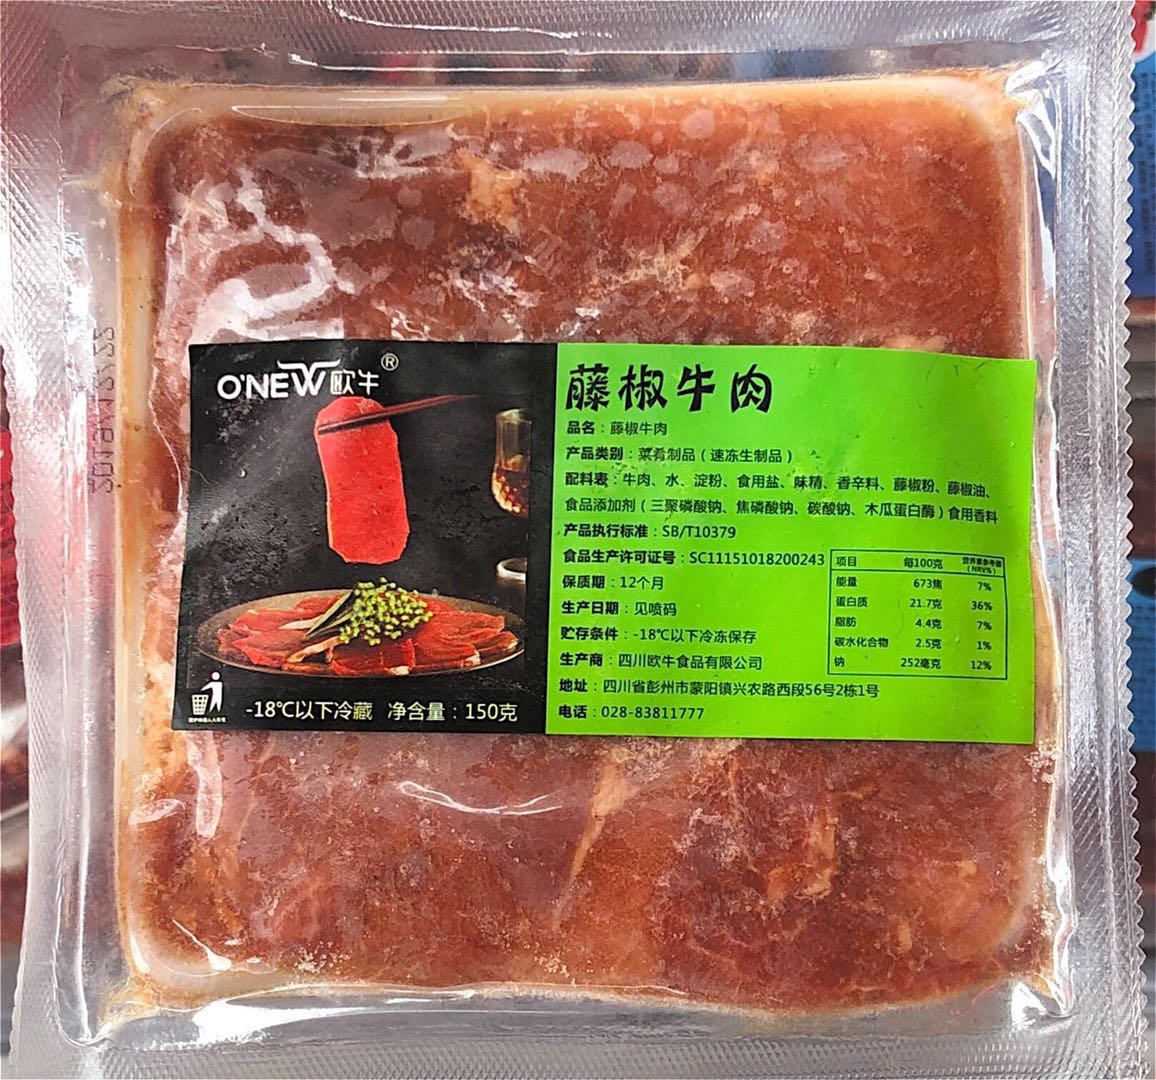 O'NEW 欧牛®
-18℃以下冷藏 净含量：150克
藤椒牛肉
品名：藤椒牛肉
产品类别：菜肴制品（速冻生制品）
配料表：牛肉、水、淀粉、食用盐、味精、香辛料、藤椒粉、藤椒油、
食品添加剂（三聚磷酸钠、焦磷酸钠、碳酸钠、木瓜蛋白酶）食用香料
产品执行标准：SB/T10379
食品生产许可证号：SC11151018200243
保质期：12个月
生产日期：见喷码
贮存条件：-18℃以下冷冻保存
生产商：四川欧牛食品有限公司
地址：四川省彭州市蒙阳镇兴农路西段56号2栋1号
电话：028-83811777
项目 每100克 营养素参考值(NRV%)
能量 673焦 7%
蛋白质 21.7克 36%
脂肪 4.4克 7%
碳水化合物 2.5克 1%
钠 252毫克 12%